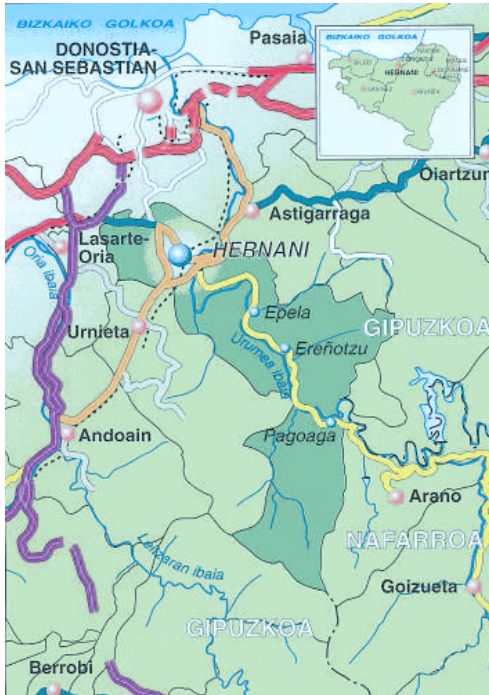 BIZKAIKO GOLKOA
DONOSTIA-
SAN SEBASTIAN
Pasaia
BIZKAIKO GOLKOA
HERNANI
Oiartzun
Astigarraga
Lasarte-
Oria
Oria ibaia
HERNANI
Epela
GIPUZKOA
Urnieta
Ereñotzu
Urumea ibaia
Andoain
Pagoaga
Arano
NAFARROA
Leitzaran ibaia
Goizueta
GIPUZKOA
Berrobi